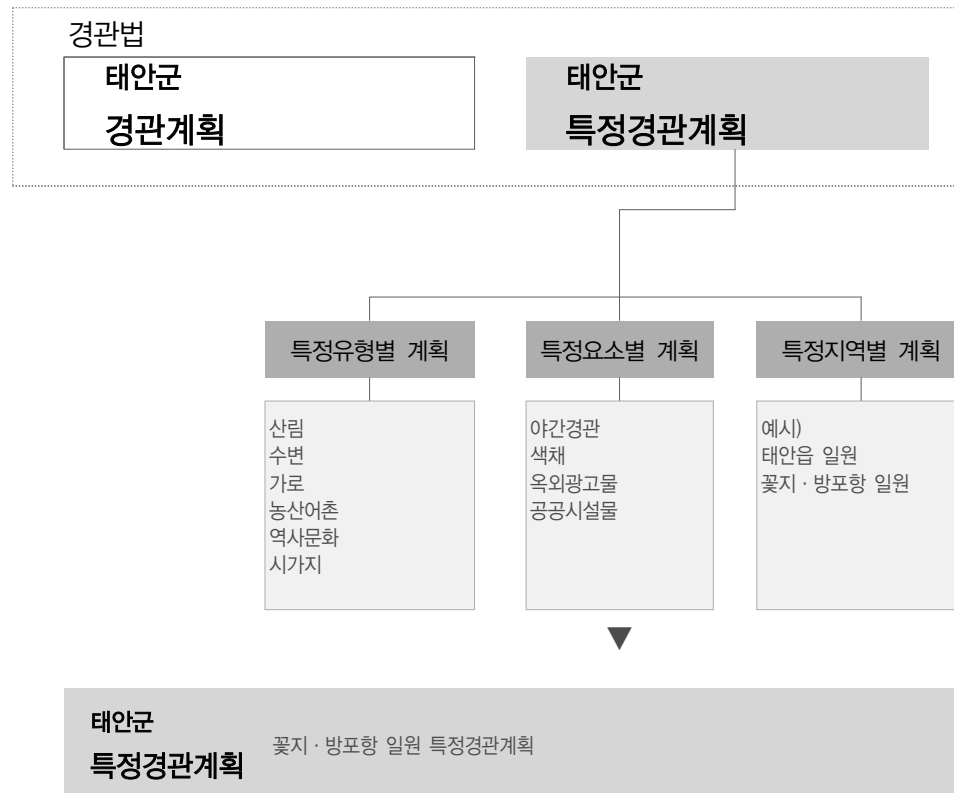 경관법
태안군
경관계획
태안군
특정경관계획
특정유형별 계획
산림
수변
가로
농산어촌
역사문화
시가지
특정요소별 계획
야간경관
색채
옥외광고물
공공시설물
특정지역별 계획
예시)
태안읍 일원
꽃지·방포항 일원
태안군
특정경관계획
꽃지·방포항 일원 특정경관계획